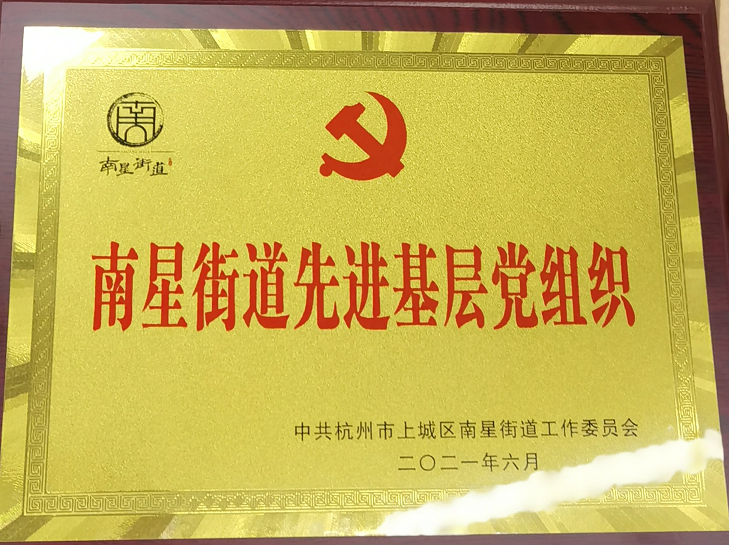 南
南星街道
南星街道先进基层党组织
中共杭州市上城区南星街道工作委员会
二〇二一年六月